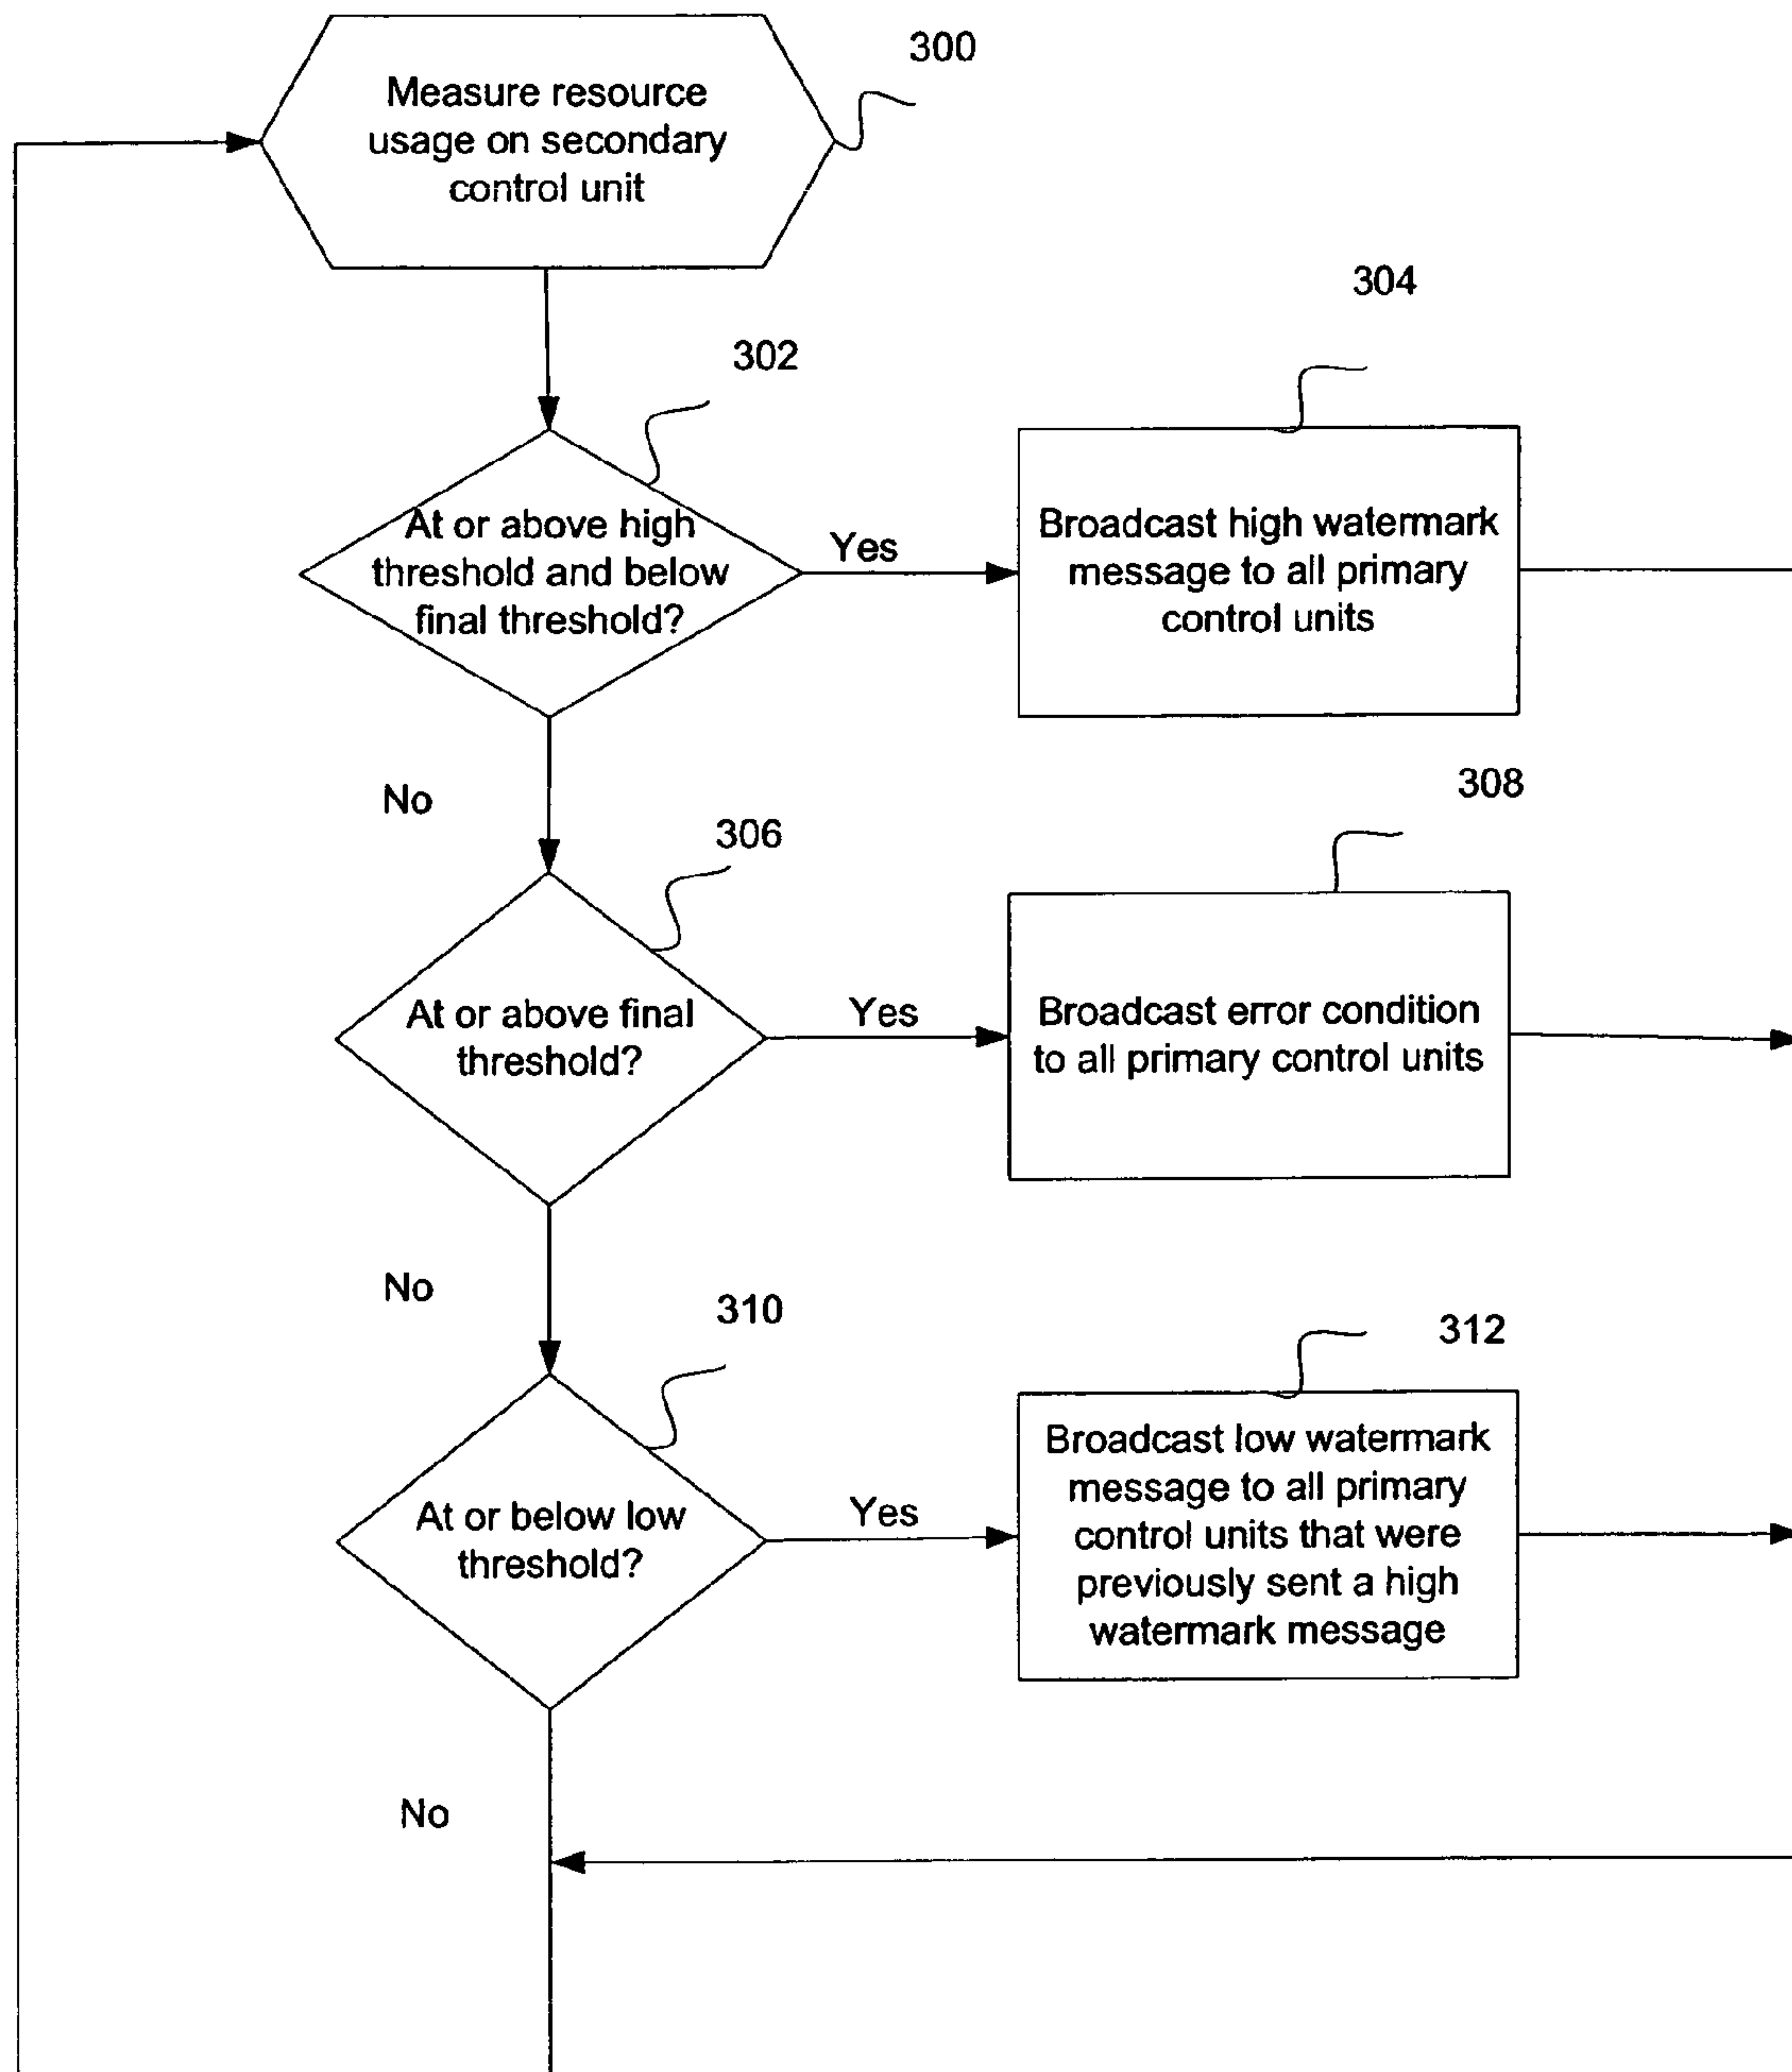 300
Measure resource
usage on secondary
control unit
304
302
At or above high
threshold and below
final threshold?
Yes
Broadcast high watermark
message to all primary
control units
No
308
306
At or above final
threshold?
Yes
Broadcast error condition
to all primary control units
No
310
312
At or below low
threshold?
Yes
Broadcast low watermark
message to all primary
control units that were
previously sent a high
watermark message
No